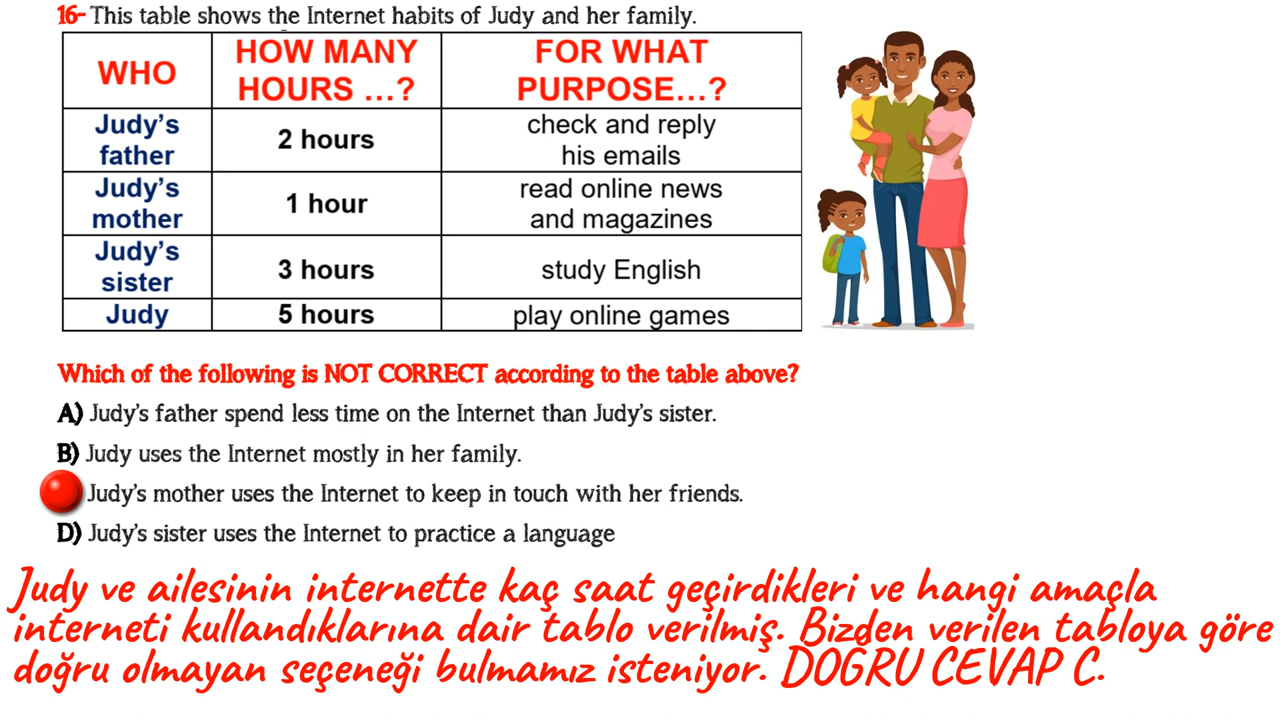 16- This table shows the Internet habits of Judy and her family.
WHO
HOW MANY
HOURS ...?
FOR WHAT
PURPOSE...?
Judy's
father
2 hours
check and reply
his emails
Judy's
mother
1 hour
read online news
and magazines
Judy's
sister
3 hours
study English
Judy
5 hours
play online games
Which of the following is NOT CORRECT according to the table above?
A) Judy's father spend less time on the Internet than Judy's sister.
B) Judy uses the Internet mostly in her family.
Judy's mother uses the Internet to keep in touch with her friends.
D) Judy's sister uses the Internet to practice a language
Judy ve ailesinin internette kaç saat geçirdikleri ve hangi amaçla
interneti kullandıklarına dair tablo verilmiş. Bizden verilen tabloya göre
doğru olmayan seçeneği bulmamız isteniyor. DOĞRU CEVAP C.